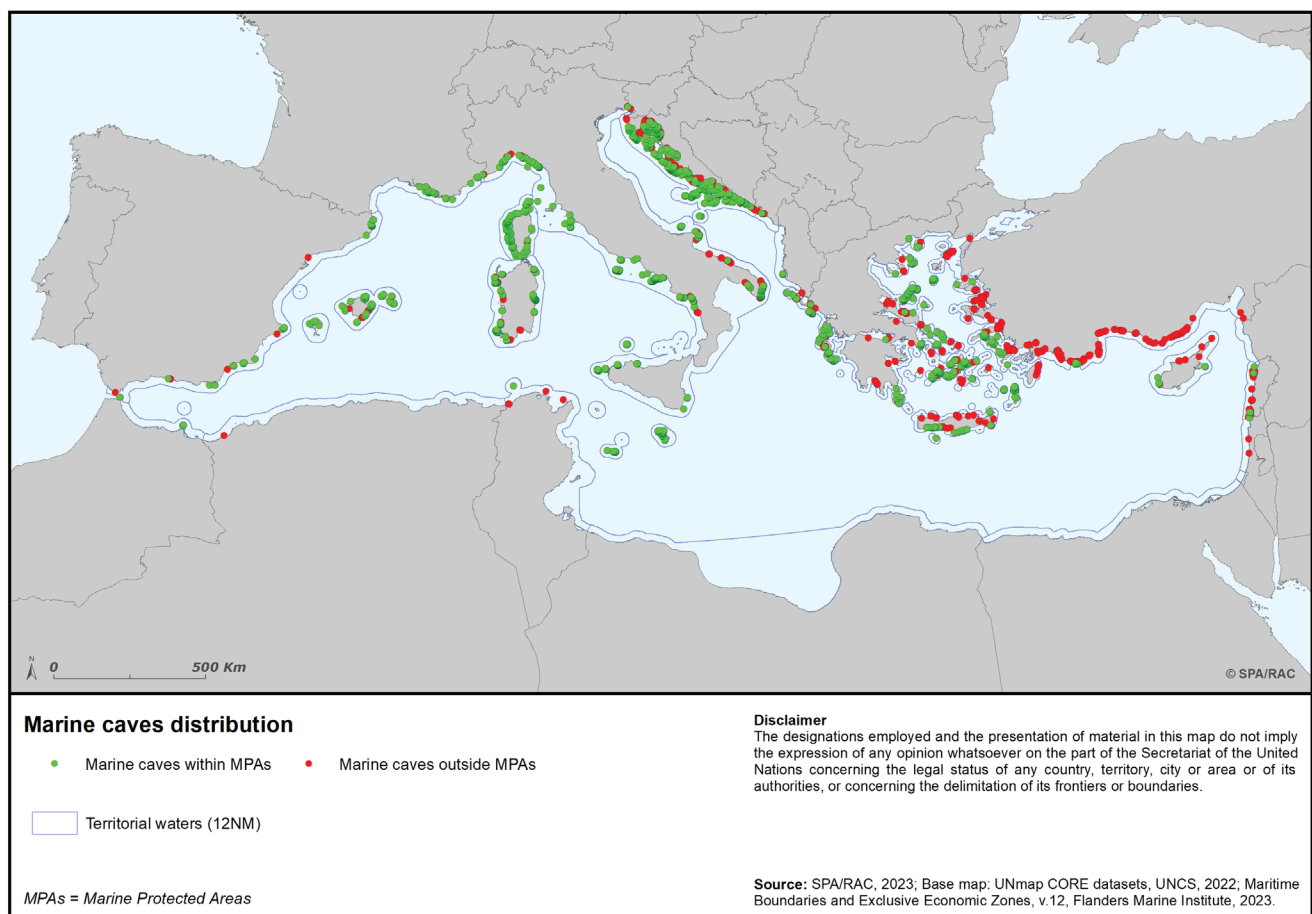 N
0 500 Km
© SPA/RAC
Marine caves distribution
Marine caves within MPAs
Marine caves outside MPAs
Territorial waters (12NM)
MPAs = Marine Protected Areas
Disclaimer
The designations employed and the presentation of material in this map do not imply
the expression of any opinion whatsoever on the part of the Secretariat of the United
Nations concerning the legal status of any country, territory, city or area or of its
authorities, or concerning the delimitation of its frontiers or boundaries.
Source: SPA/RAC, 2023; Base map: UNmap CORE datasets, UNCS, 2022; Maritime
Boundaries and Exclusive Economic Zones, v.12, Flanders Marine Institute, 2023.